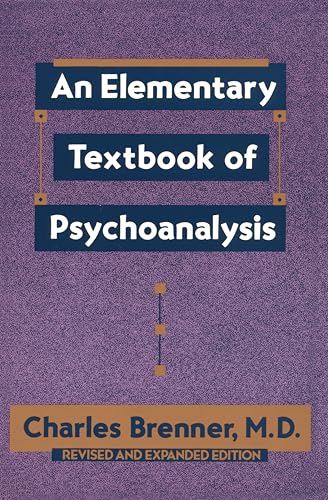 An Elementary
Textbook of
Psychoanalysis
Charles Brenner, M.D.
REVISED AND EXPANDED EDITION